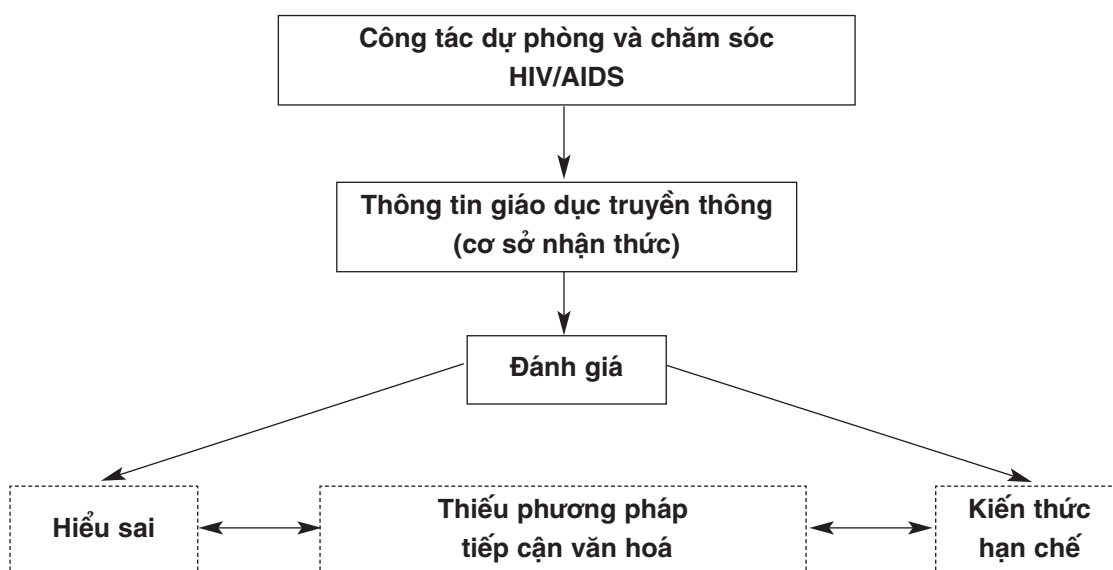 Công tác dự phòng và chăm sóc
HIV/AIDS
Thông tin giáo dục truyền thông
(cơ sở nhận thức)
Đánh giá
Hiểu sai
Thiếu phương pháp
tiếp cận văn hoá
Kiến thức
hạn chế